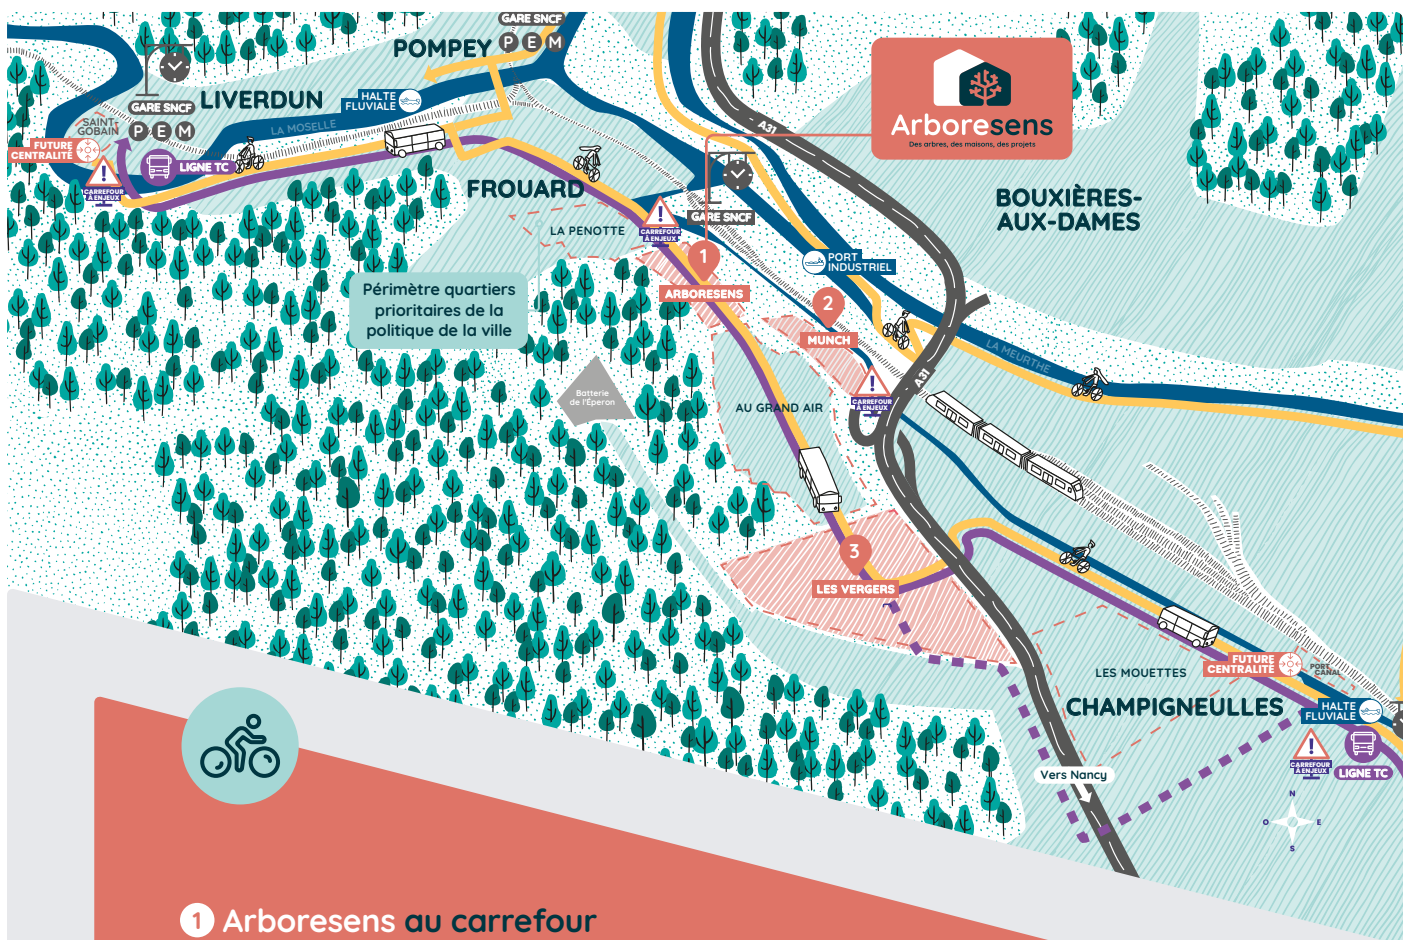 GARE SNCF
P E M
POMPEY
GARE SNCF
P E M
LIVERDUN
HALTE
FLUVIALE
LA MOSELLE
SAINT-
GOBAIN
FUTURE
CENTRALITÉ
LIGNE TC
CARREFOUR
À ENJEUX
FROUARD
LA PENOTTE
CARREFOUR
À ENJEUX
GARE SNCF
A31
Arboresens
Des arbres, des maisons, des projets
BOUXIÈRES-
AUX-DAMES
PORT
INDUSTRIEL
1
ARBORESENS
2
MUNCH
Périmètre quartiers
prioritaires de la
politique de la ville
LA MEURTHE
A31
CARREFOUR
À ENJEUX
Batterie
de l'Éperon
AU GRAND AIR
3
LES VERGERS
LES MOUETTES
FUTURE
CENTRALITÉ
PORT
CANAL
CHAMPIGNEULLES
HALTE
FLUVIALE
CARREFOUR
À ENJEUX
LIGNE TC
Vers Nancy
N
O
E
S
1 Arboresens au carrefour